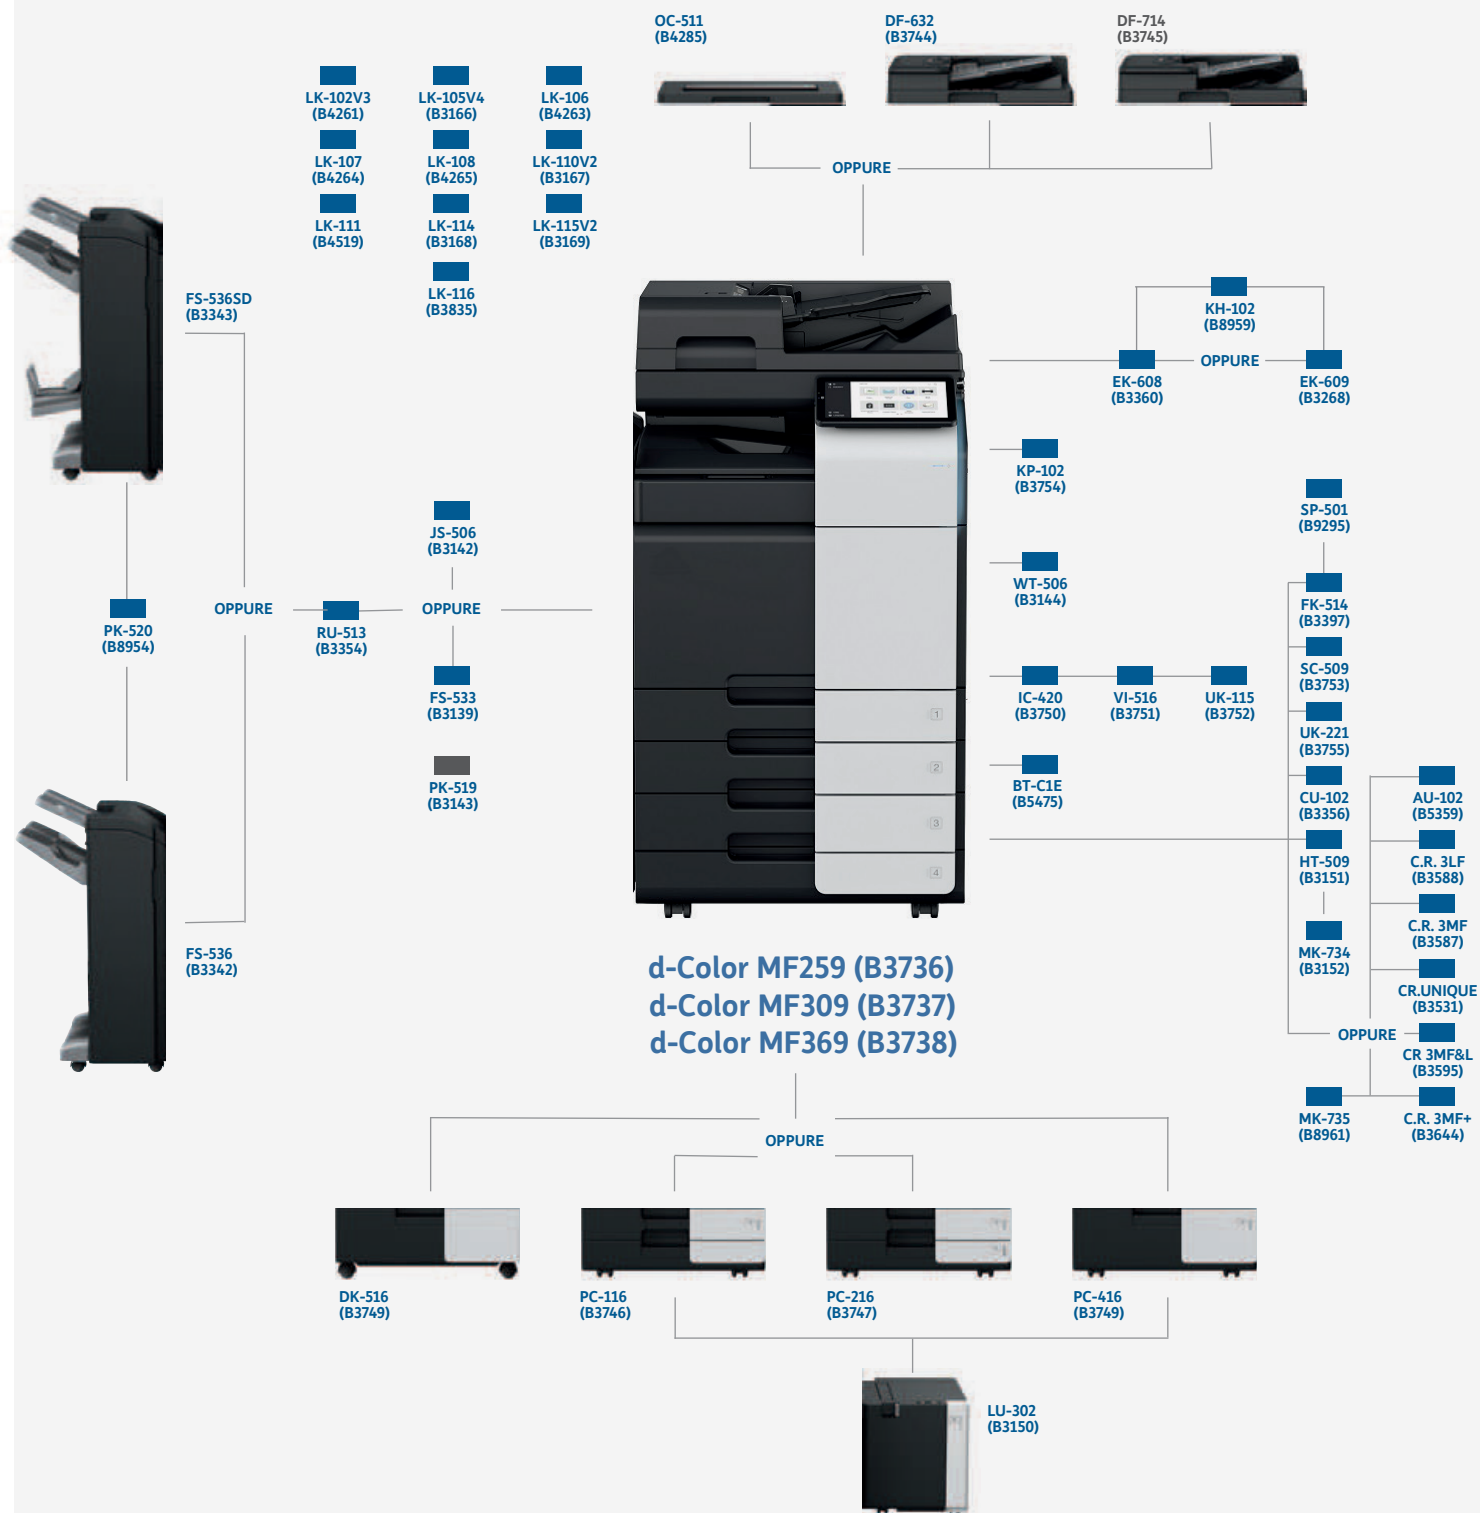 OC-511
(B4285)
DF-632
(B3744)
DF-714
(B3745)
LK-102V3
(B4261)
LK-105V4
(B3166)
LK-106
(B4263)
LK-107
(B4264)
LK-108
(B4265)
LK-110V2
(B3167)
LK-111
(B4519)
LK-114
(B3168)
LK-115V2
(B3169)
LK-116
(B3835)
OPPURE
FS-536SD
(B3343)
KH-102
(B8959)
EK-608
(B3360)
OPPURE
EK-609
(B3268)
KP-102
(B3754)
SP-501
(B9295)
JS-506
(B3142)
WT-506
(B3144)
FK-514
(B3397)
PK-520
(B8954)
OPPURE
RU-513
(B3354)
OPPURE
SC-509
(B3753)
FS-533
(B3139)
IC-420
(B3750)
VI-516
(B3751)
UK-115
(B3752)
UK-221
(B3755)
PK-519
(B3143)
BT-C1E
(B5475)
CU-102
(B3356)
AU-102
(B5359)
HT-509
(B3151)
C.R. 3LF
(B3588)
C.R. 3MF
(B3587)
MK-734
(B3152)
CR.UNIQUE
(B3531)
OPPURE
CR 3MF&L
(B3595)
MK-735
(B8961)
C.R. 3MF+
(B3644)
1
2
3
4
FS-536
(B3342)
d-Color MF259 (B3736)
d-Color MF309 (B3737)
d-Color MF369 (B3738)
OPPURE
DK-516
(B3749)
PC-116
(B3746)
PC-216
(B3747)
PC-416
(B3749)
LU-302
(B3150)